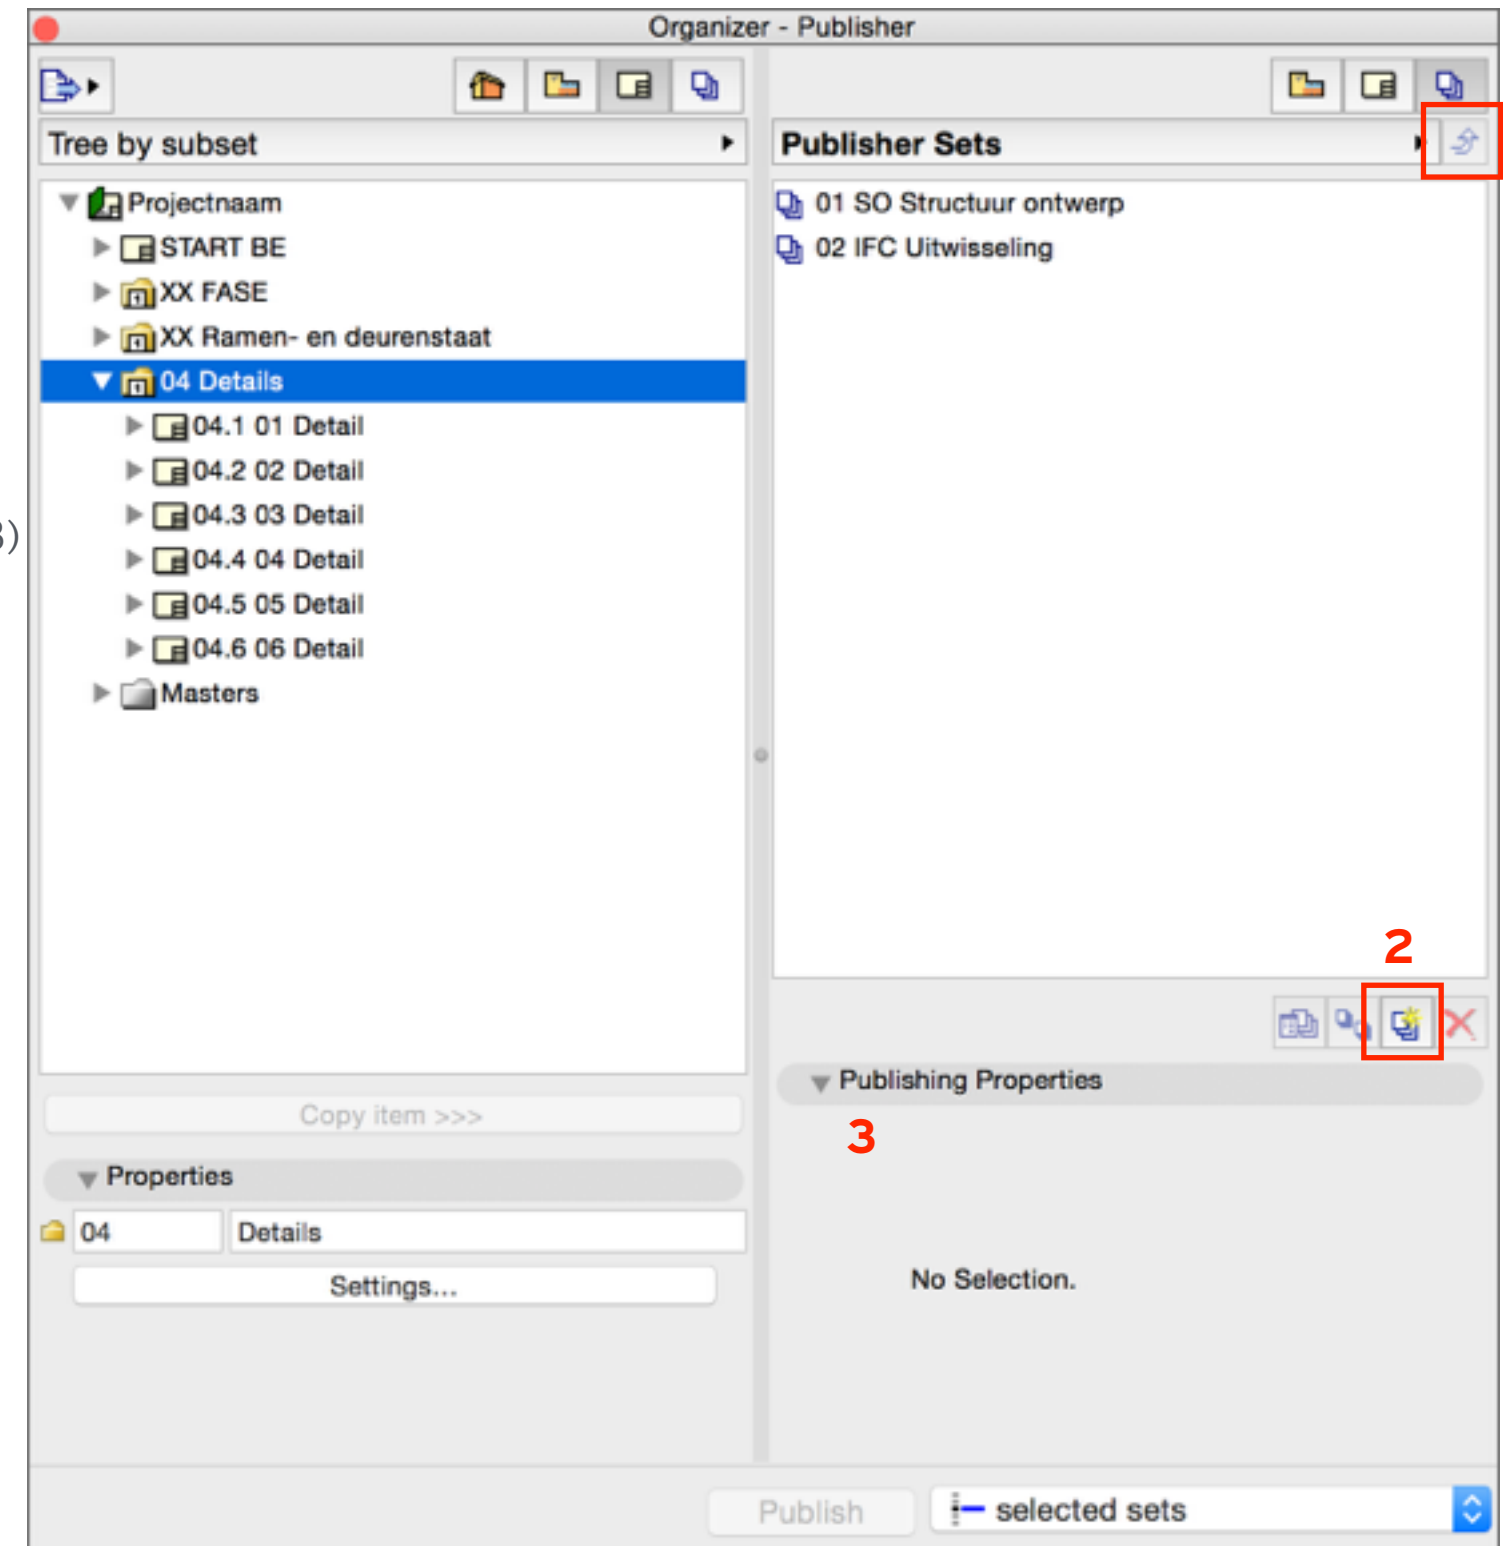 Organizer - Publisher
Tree by subset
Projectnaam
START BE
XX FASE
XX Ramen- en deurenstaat
04 Details
04.1 01 Detail
04.2 02 Detail
04.3 03 Detail
04.4 04 Detail
04.5 05 Detail
04.6 06 Detail
Masters
Copy item >>>
Properties
04 Details
Settings...
Publisher Sets
01 SO Structuur ontwerp
02 IFC Uitwisseling
2
Publishing Properties
3
No Selection.
Publish
selected sets